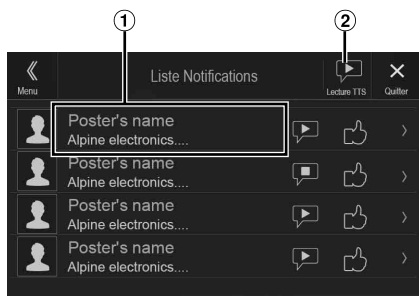 1
2
Menu
Liste Notifications
Lecture TTS
Quitter
Poster's name
Alpine electronics....
Poster's name
Alpine electronics....
Poster's name
Alpine electronics....
Poster's name
Alpine electronics....